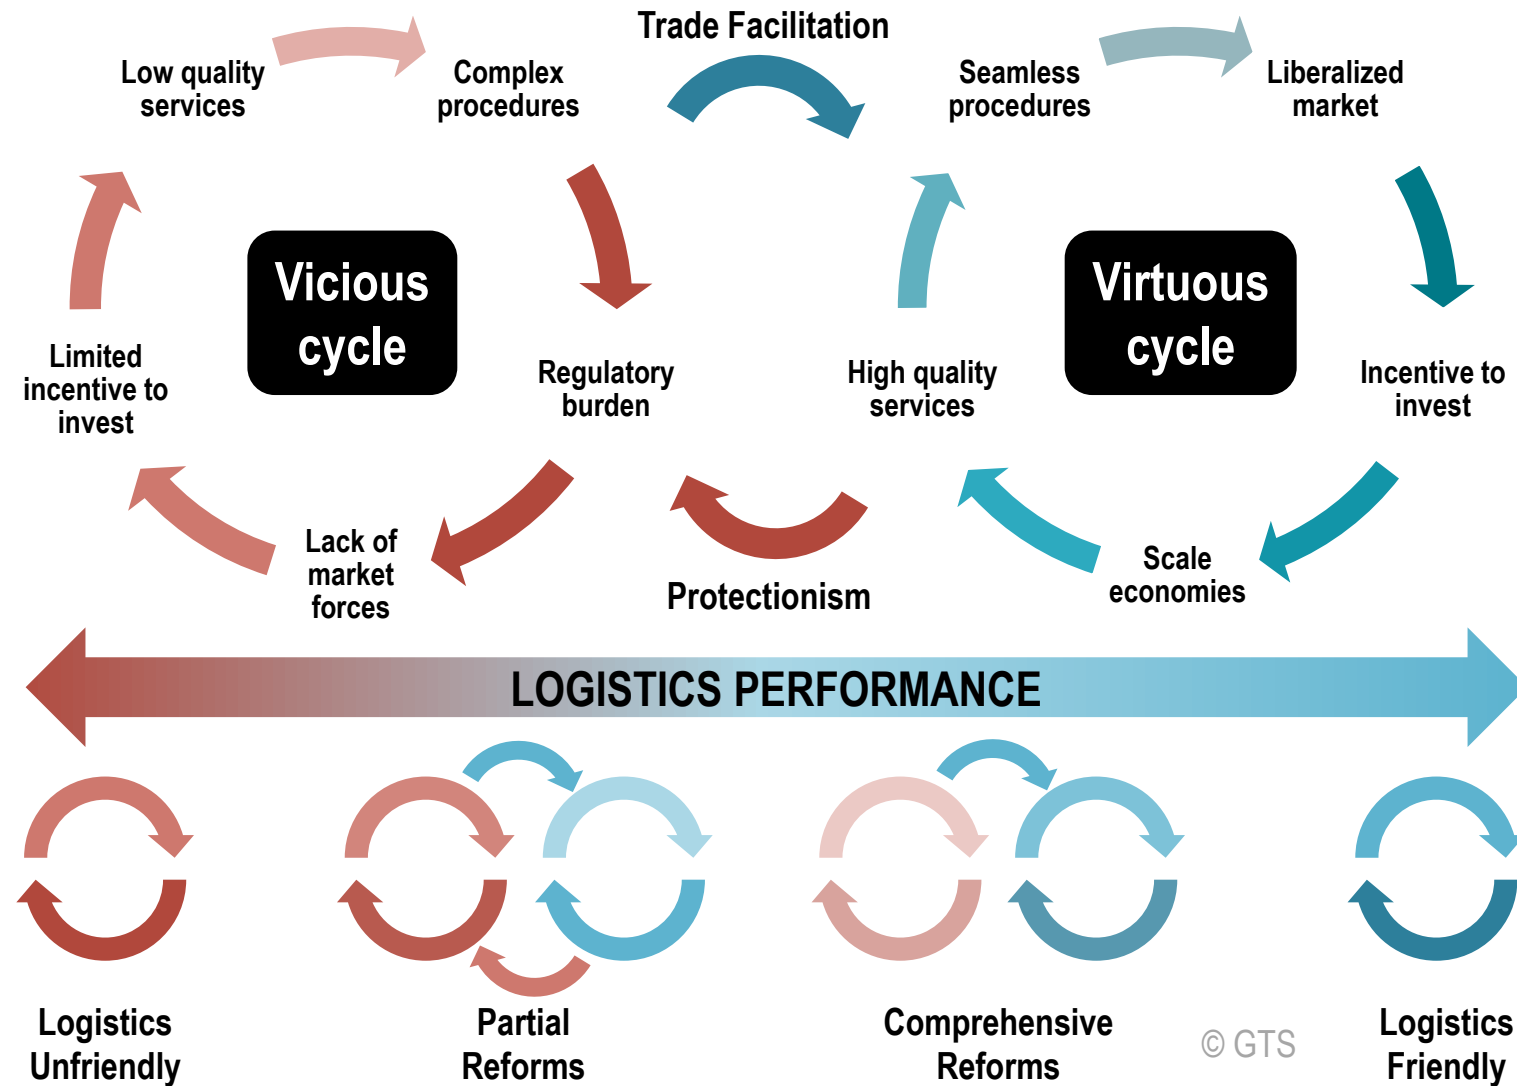 Trade Facilitation
Low quality
services
Complex
procedures
Seamless
procedures
Liberalized
market
Vicious
cycle
Virtuous
cycle
Limited
incentive to
invest
Regulatory
burden
High quality
services
Incentive to
invest
Lack of
market
forces
Protectionism
Scale
economies
LOGISTICS PERFORMANCE
Logistics
Unfriendly
Partial
Reforms
Comprehensive
Reforms
© GTS
Logistics
Friendly